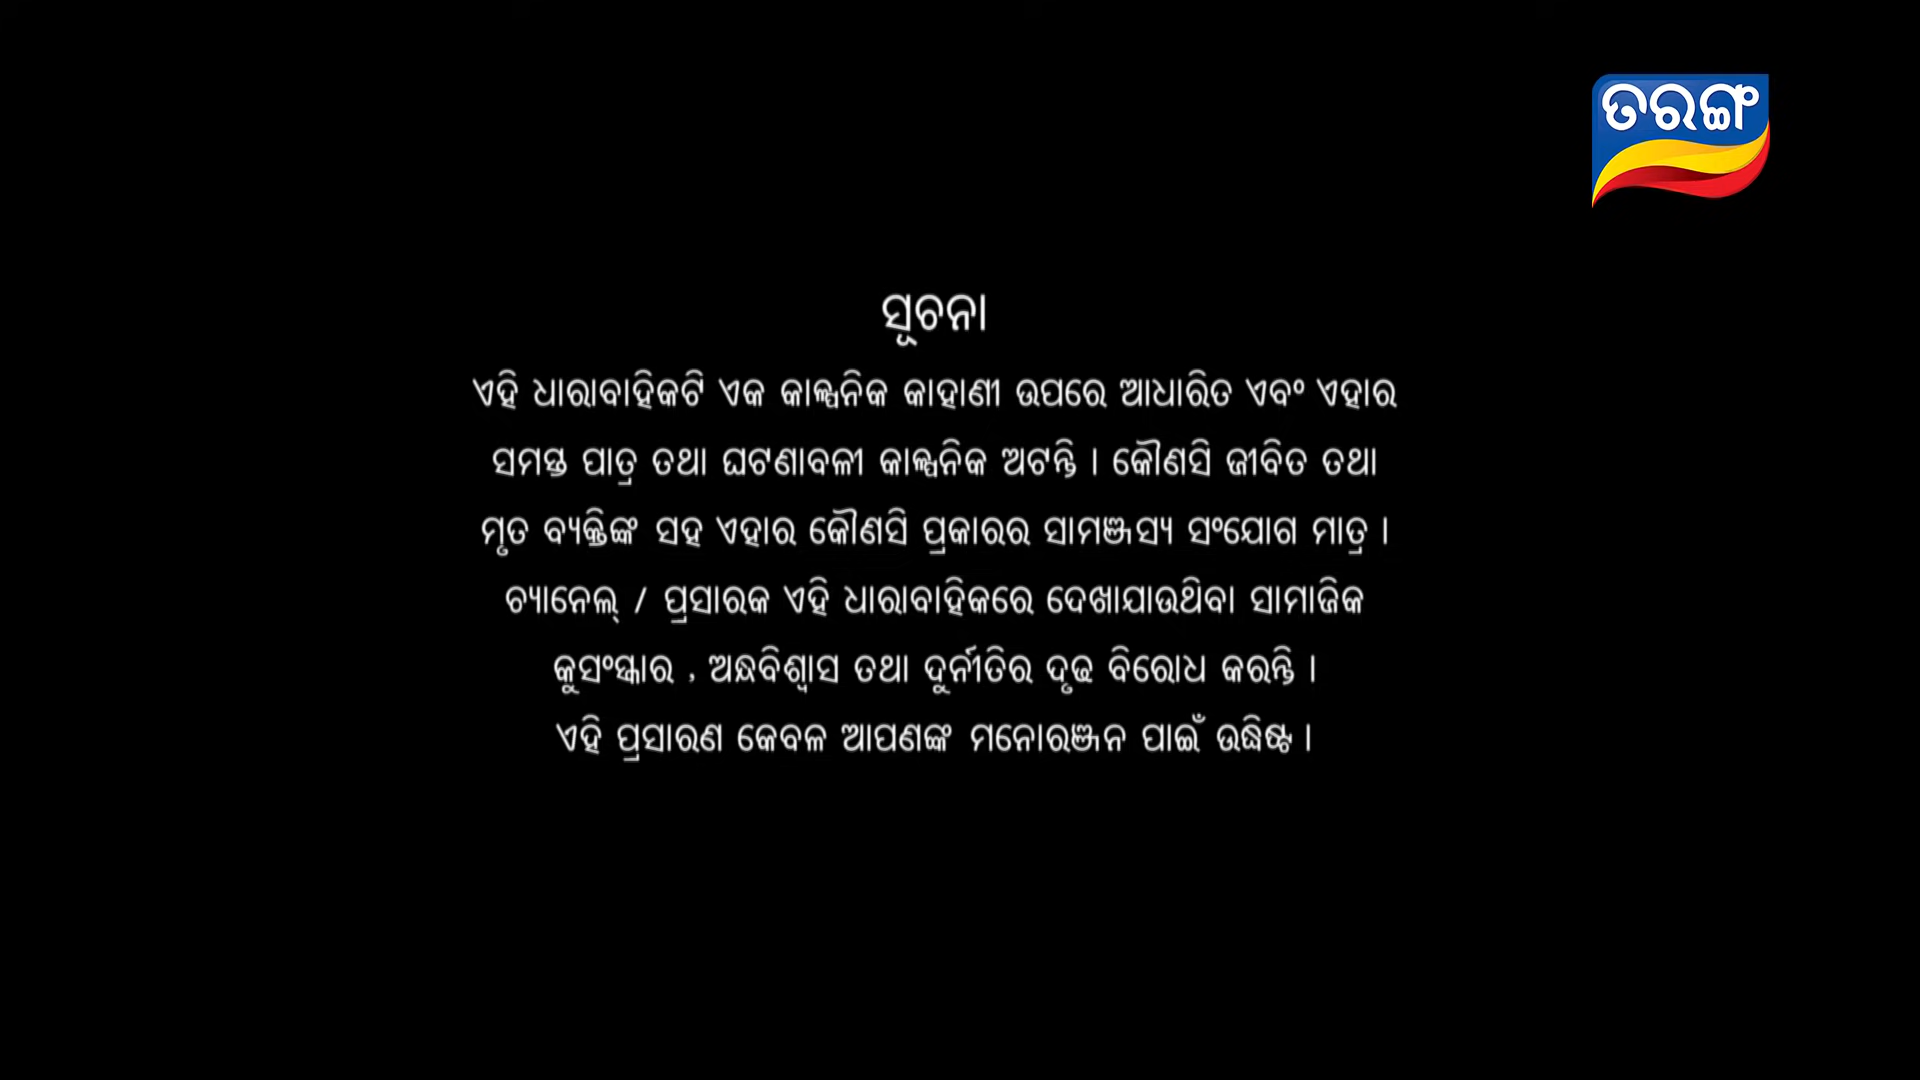 ତରଙ୍ଗ
ସୂଚନା
ଏହି ଧାରାବାହିକଟି ଏକ କାଳ୍ପନିକ କାହାଣୀ ଉପରେ ଆଧାରିତ ଏବଂ ଏହାର
ସମସ୍ତ ପାତ୍ର ତଥା ଘଟଣାବଳୀ କାଳ୍ପନିକ ଅଟନ୍ତି । କୌଣସି ଜୀବିତ ତଥା
ମୃତ ବ୍ୟକ୍ତିଙ୍କ ସହ ଏହାର କୌଣସି ପ୍ରକାରର ସାମଞ୍ଜସ୍ୟ ସଂଯୋଗ ମାତ୍ର ।
ଚ୍ୟାନେଲ୍ / ପ୍ରସାରକ ଏହି ଧାରାବାହିକରେ ଦେଖାଯାଉଥିବା ସାମାଜିକ
କୁସଂସ୍କାର , ଅନ୍ଧବିଶ୍ୱାସ ତଥା ଦୁର୍ନୀତିର ଦୃଢ ବିରୋଧ କରନ୍ତି ।
ଏହି ପ୍ରସାରଣ କେବଳ ଆପଣଙ୍କ ମନୋରଞ୍ଜନ ପାଇଁ ଉଦ୍ଧିଷ୍ଟ ।